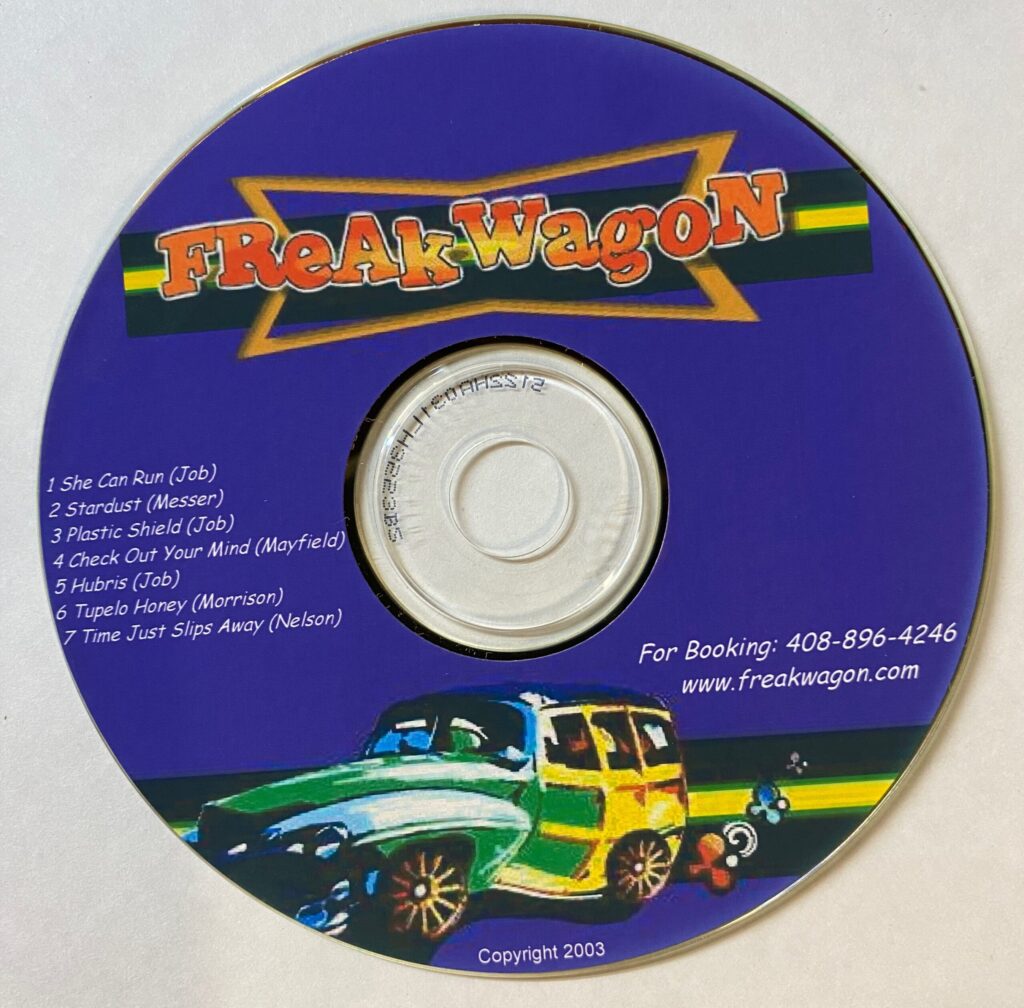 FReAk WagoN
1 She Can Run (Job)
2 Stardust (Messer)
3 Plastic Shield (Job)
4 Check Out Your Mind (Mayfield)
5 Hubris (Job)
6 Tupelo Honey (Morrison)
7 Time Just Slips Away (Nelson)
For Booking: 408-896-4246
www.freakwagon.com
Copyright 2003